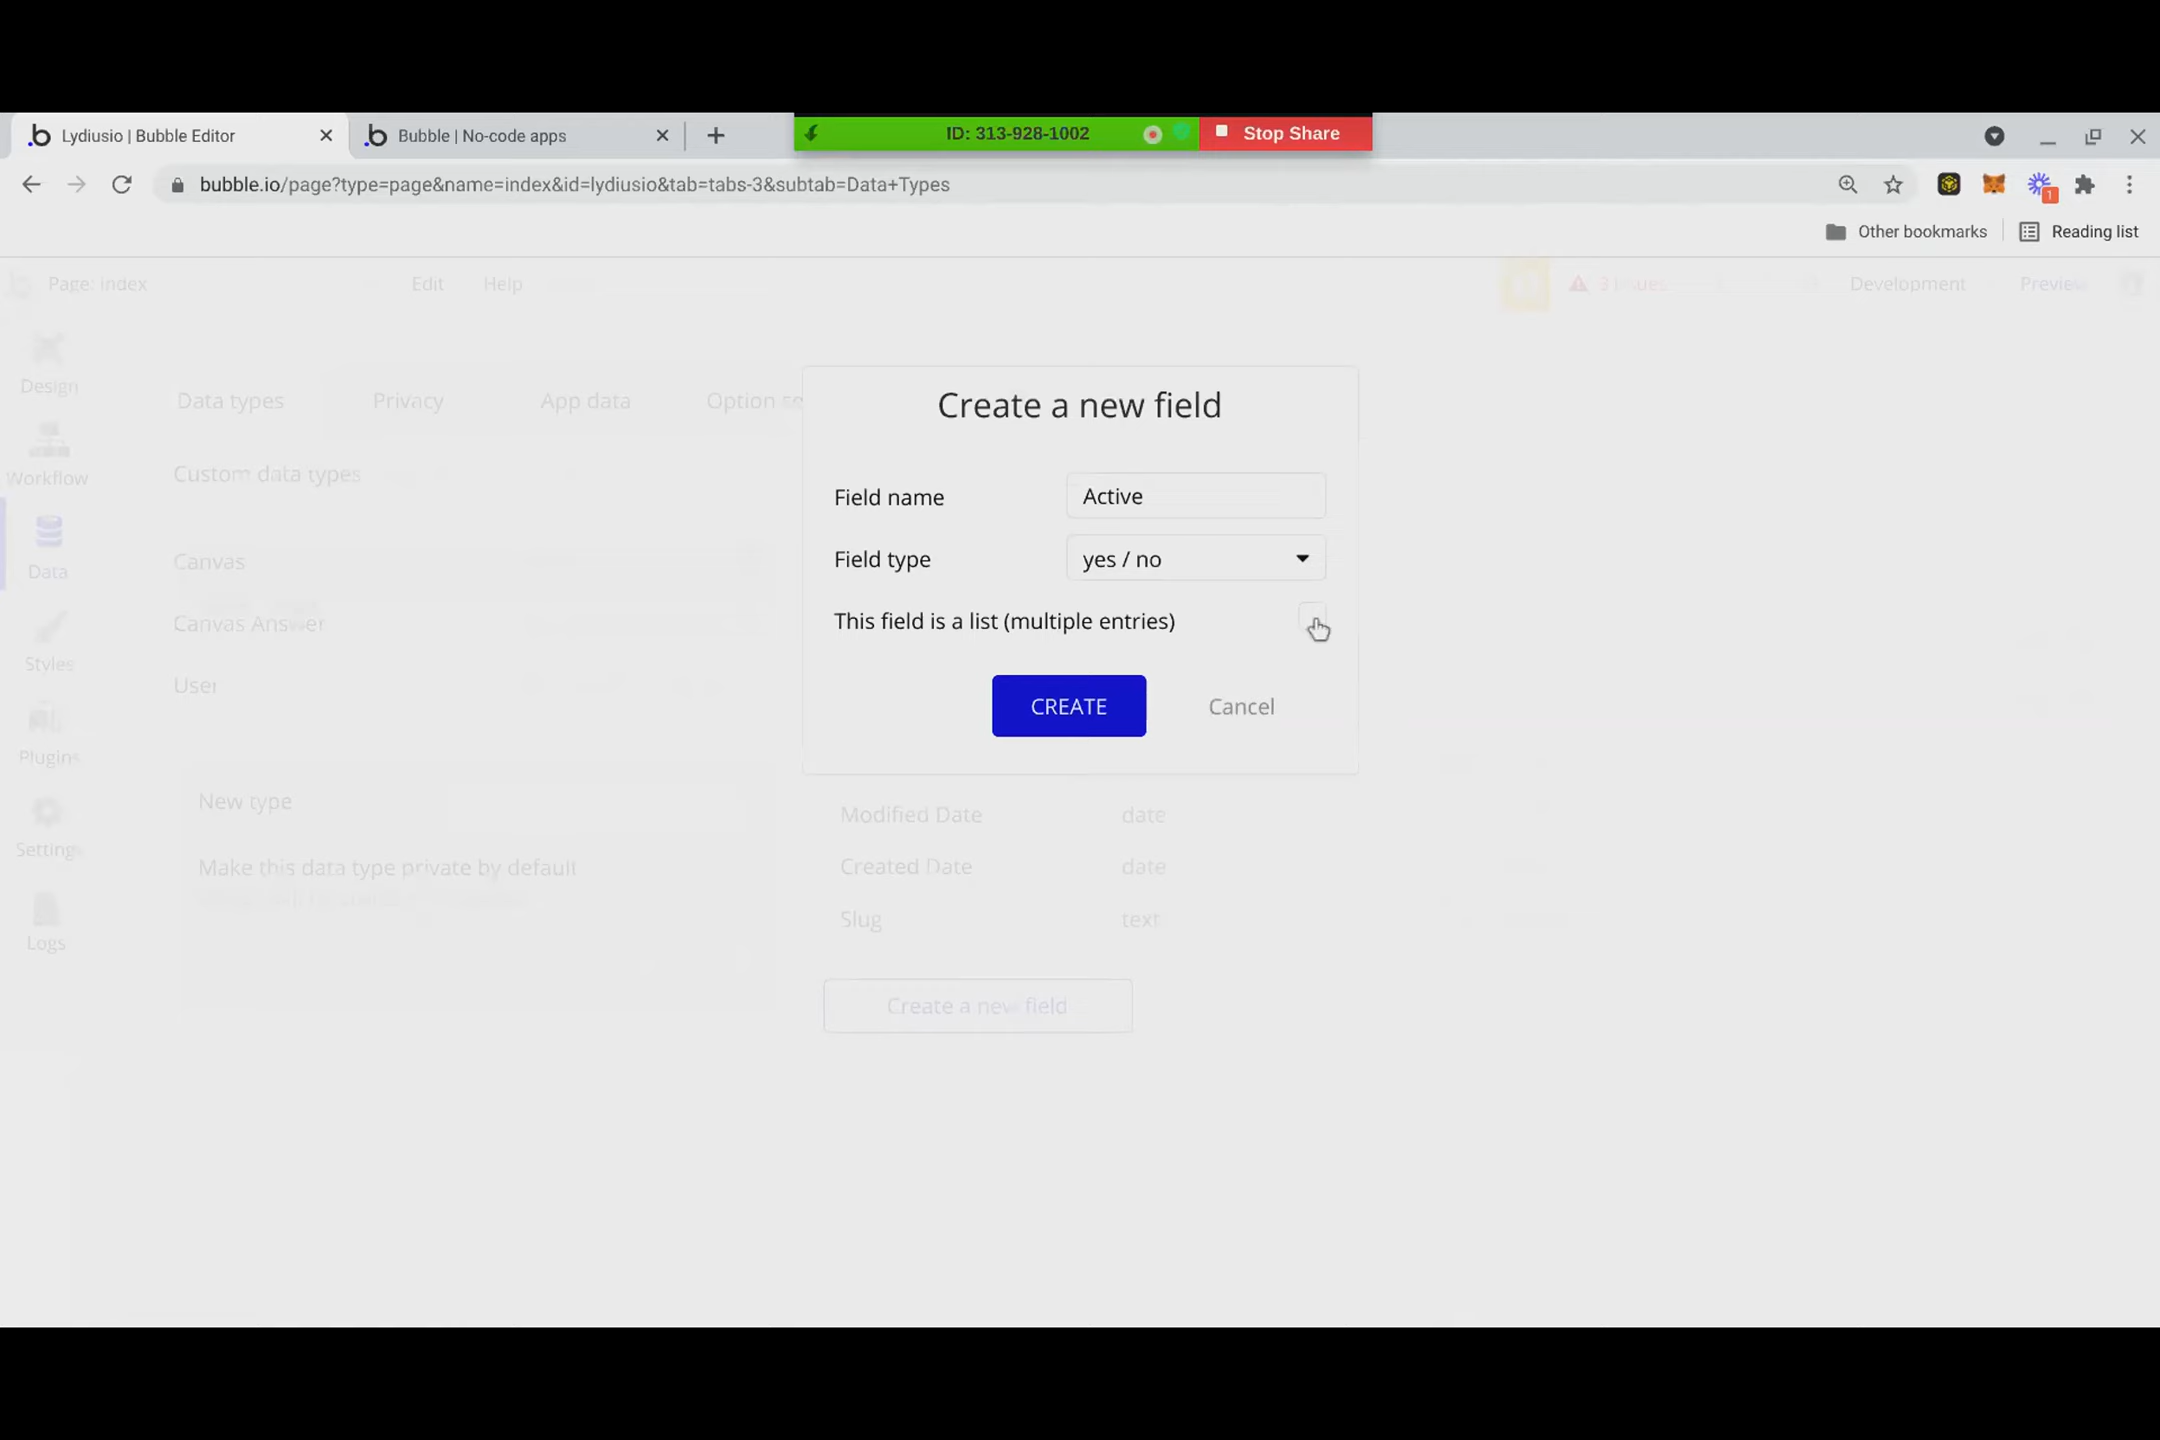 Lydiusio | Bubble Editor
Bubble | No-code apps
ID: 313-928-1002
Stop Share
bubble.io/page?type=page&name=index&id=lydiusio&tab=tabs-3&subtab=Data+Types
1
Other bookmarks
Reading list
Page: index
Edit
Help
3 issues
Development
Preview
Design
Workflow
Data
Styles
Plugins
Settings
Logs
Data types
Privacy
App data
Option se
Custom data types
Canvas
Canvas Answer
User
New type
Make this data type private by default
Create a new field
Field name
Active
Field type
yes / no
This field is a list (multiple entries)
CREATE
Cancel
Modified Date
date
Created Date
date
Slug
text
Create a new field